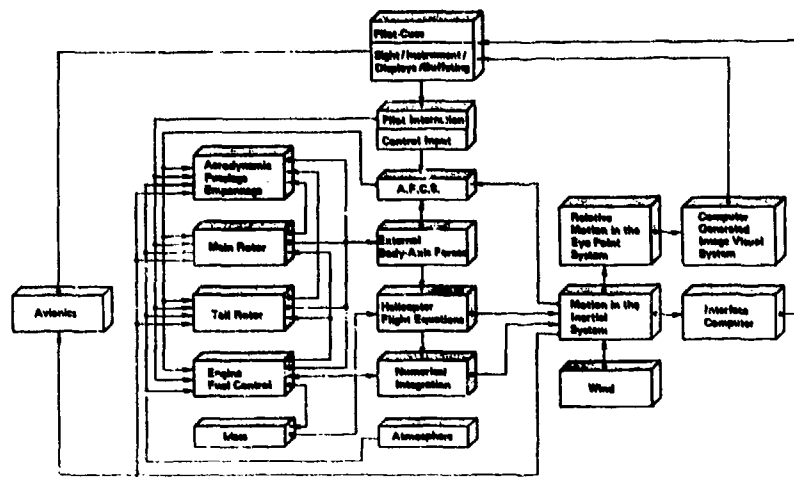 Pilot-Cues
Sight / Instrument /
Displays / Buffeting
Pilot
Control Input
Aerodynamic
Fuselage
Empennage
A.F.C.S.
Relative
Motion in the
Eye Point
System
Computer
Generated
Image Visual
System
Main Rotor
External
Body-Axis Forces
Avionics
Tail Rotor
Helicopter
Flight Equations
Motion in the
Inertial
System
Interface
Computer
Engine
Fuel Control
Numerical
Integration
Wind
Mass
Atmosphere